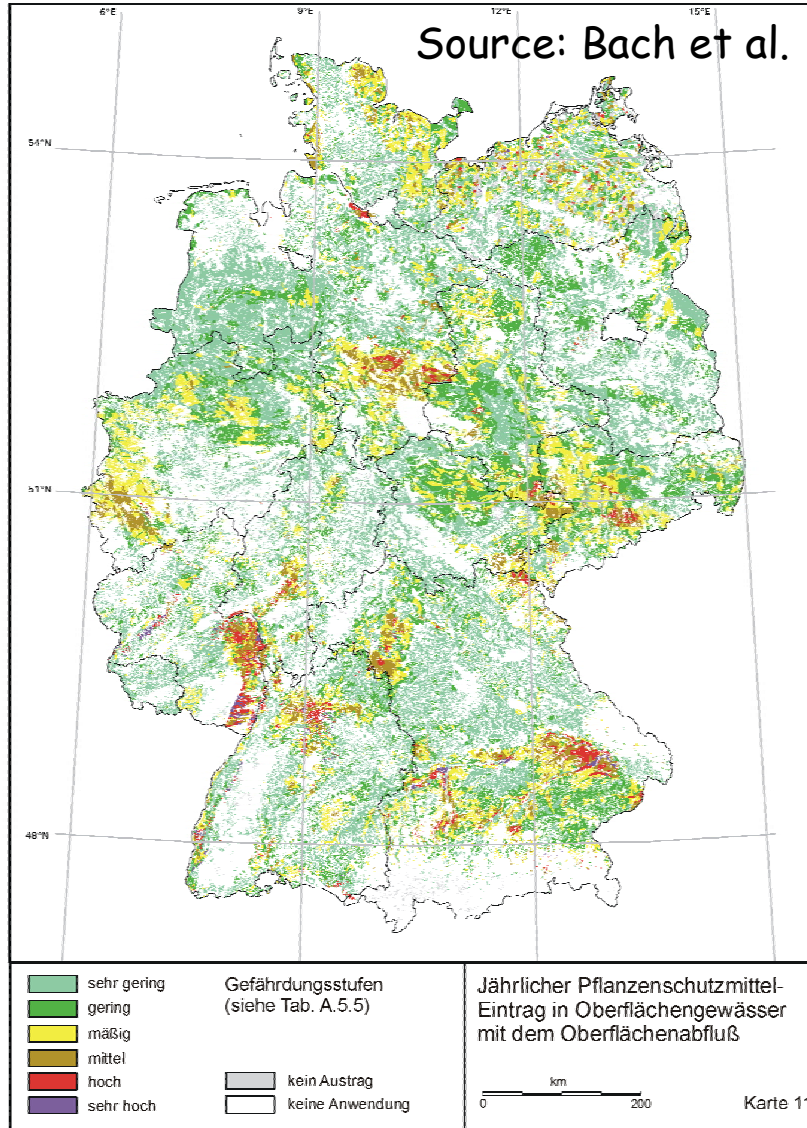 6°E 9°E 12°E 15°E
Source: Bach et al.
54°N
51°N
48°N
sehr gering
gering
mäßig
mittel
hoch
sehr hoch
Gefährdungsstufen
(siehe Tab. A.5.5)
kein Austrag
keine Anwendung
Jährlicher Pflanzenschutzmittel-
Eintrag in Oberflächengewässer
mit dem Oberflächenabfluß
km
0 200
Karte 11